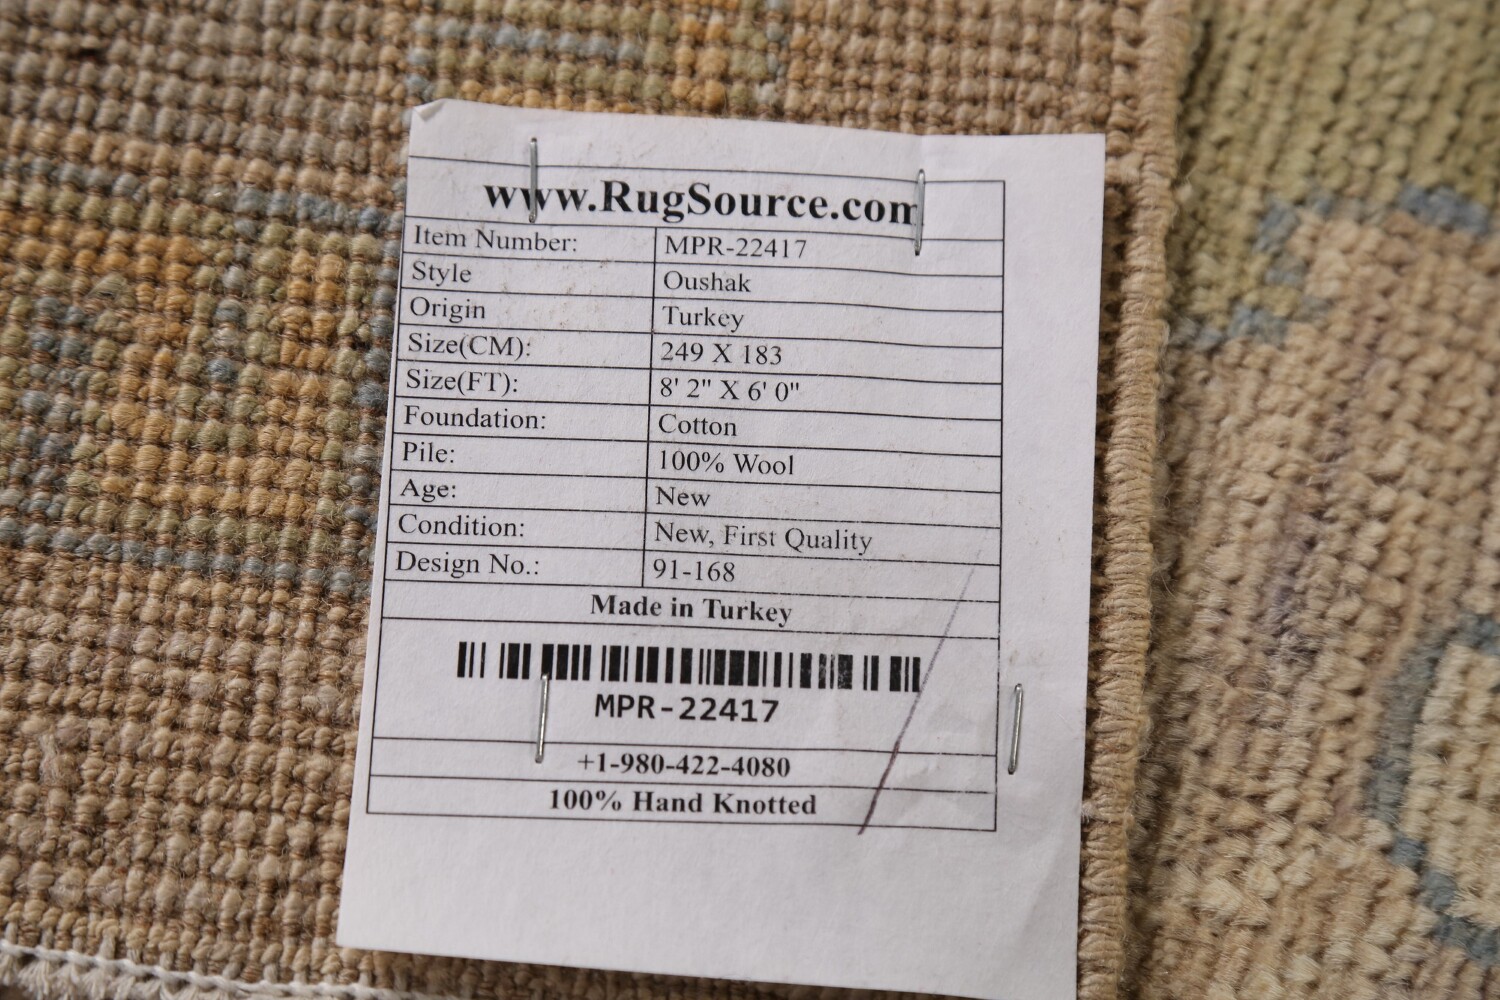 www.RugSource.com
Item Number: MPR-22417
Style Oushak
Origin Turkey
Size(CM): 249 X 183
Size(FT): 8' 2" X 6' 0"
Foundation: Cotton
Pile: 100% Wool
Age: New
Condition: New, First Quality
Design No.: 91-168
Made in Turkey
MPR-22417
+1-980-422-4080
100% Hand Knotted